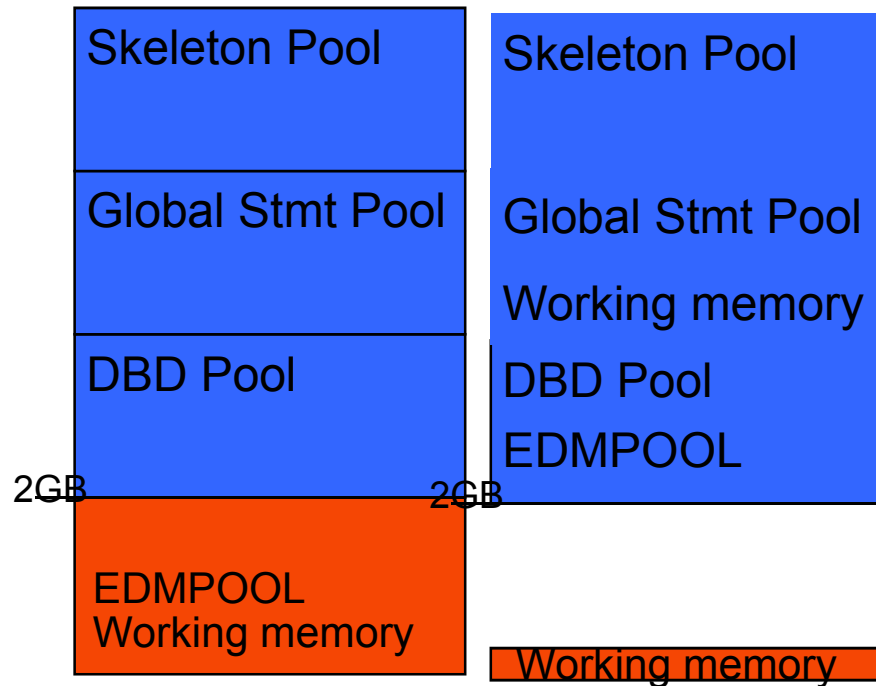 Skeleton Pool
Global Stmt Pool
DBD Pool
2GB
EDMPOOL
Working memory
Skeleton Pool
Global Stmt Pool
Working memory
DBD Pool
EDMPOOL
2GB
Working memory